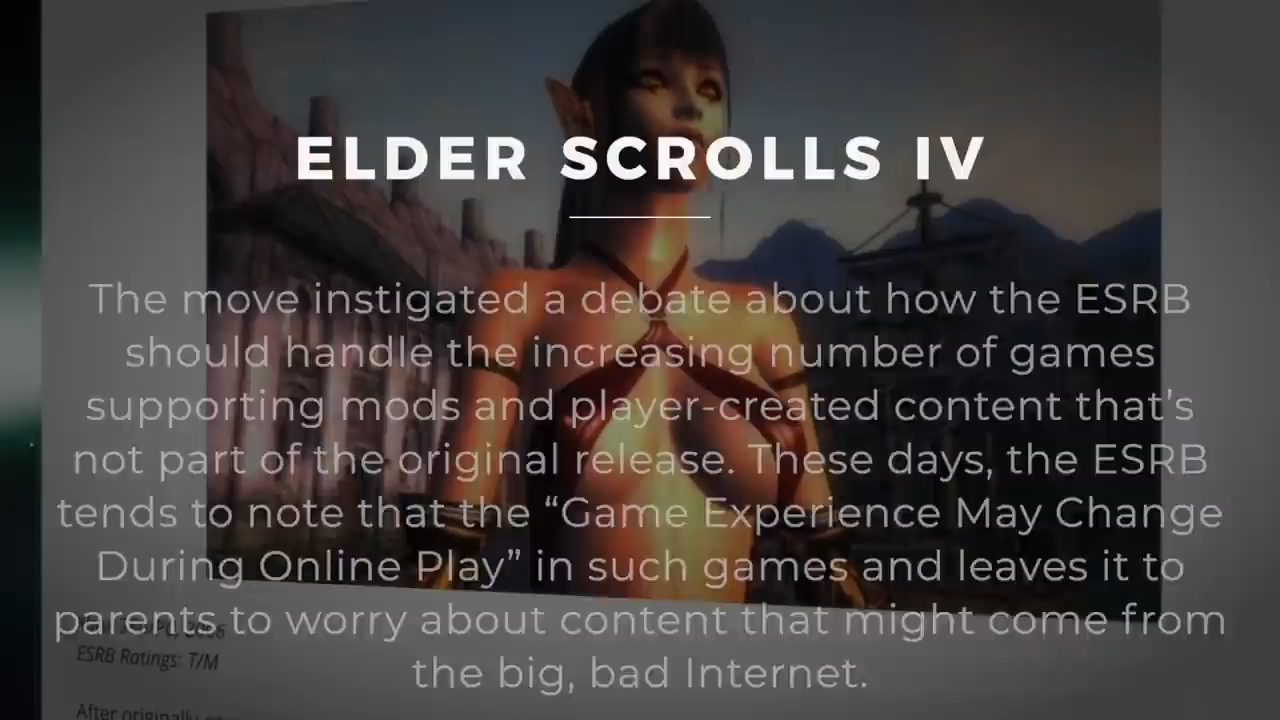 ELDER SCROLLS IV
The move instigated a debate about how the ESRB
should handle the increasing number of games
supporting mods and player-created content that’s
not part of the original release. These days, the ESRB
tends to note that the “Game Experience May Change
During Online Play” in such games and leaves it to
parents to worry about content that might come from
the big, bad Internet.
ESRB Ratings: T/M
After originally